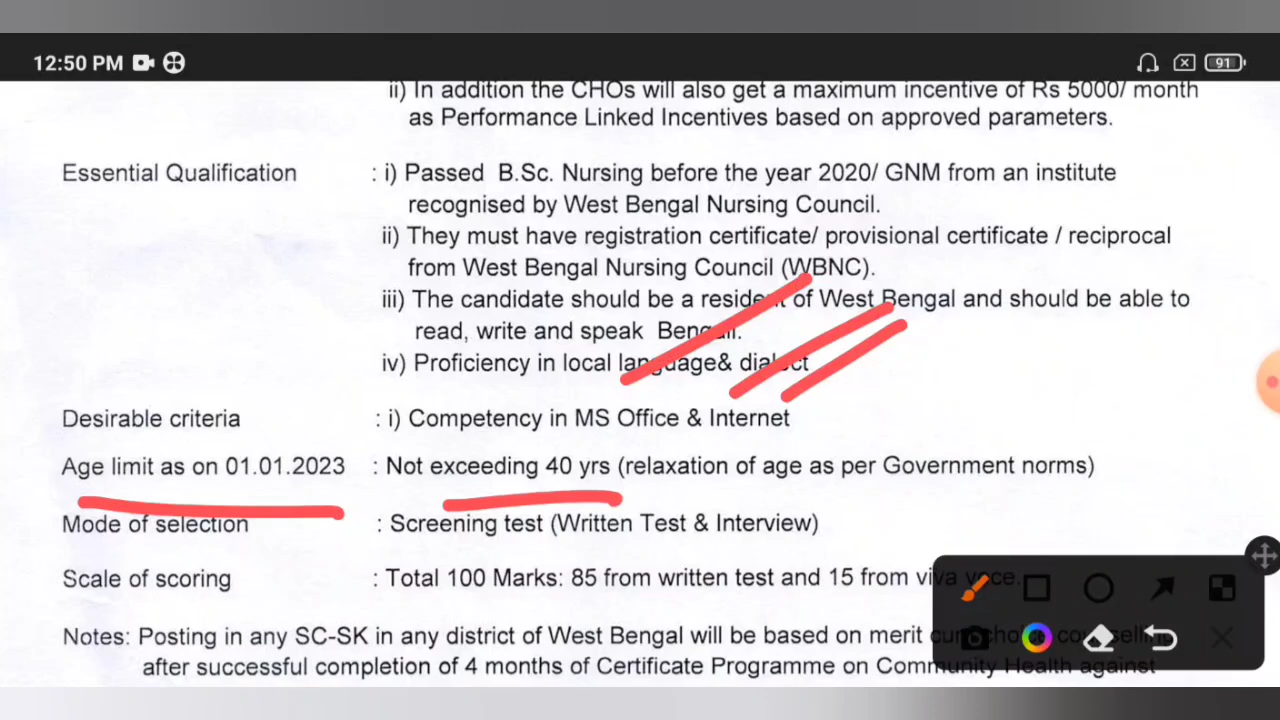 12:50 PM
91
ii) In addition the CHOs will also get a maximum incentive of Rs 5000/ month
as Performance Linked Incentives based on approved parameters.
Essential Qualification : i) Passed B.Sc. Nursing before the year 2020/ GNM from an institute
recognised by West Bengal Nursing Council.
ii) They must have registration certificate/ provisional certificate / reciprocal
from West Bengal Nursing Council (WBNC).
iii) The candidate should be a resident of West Bengal and should be able to
read, write and speak Bengali.
iv) Proficiency in local language& dialect
Desirable criteria : i) Competency in MS Office & Internet
Age limit as on 01.01.2023 : Not exceeding 40 yrs (relaxation of age as per Government norms)
Mode of selection : Screening test (Written Test & Interview)
Scale of scoring : Total 100 Marks: 85 from written test and 15 from viva voce.
Notes: Posting in any SC-SK in any district of West Bengal will be based on merit cum choice counselling
after successful completion of 4 months of Certificate Programme on Community Health against